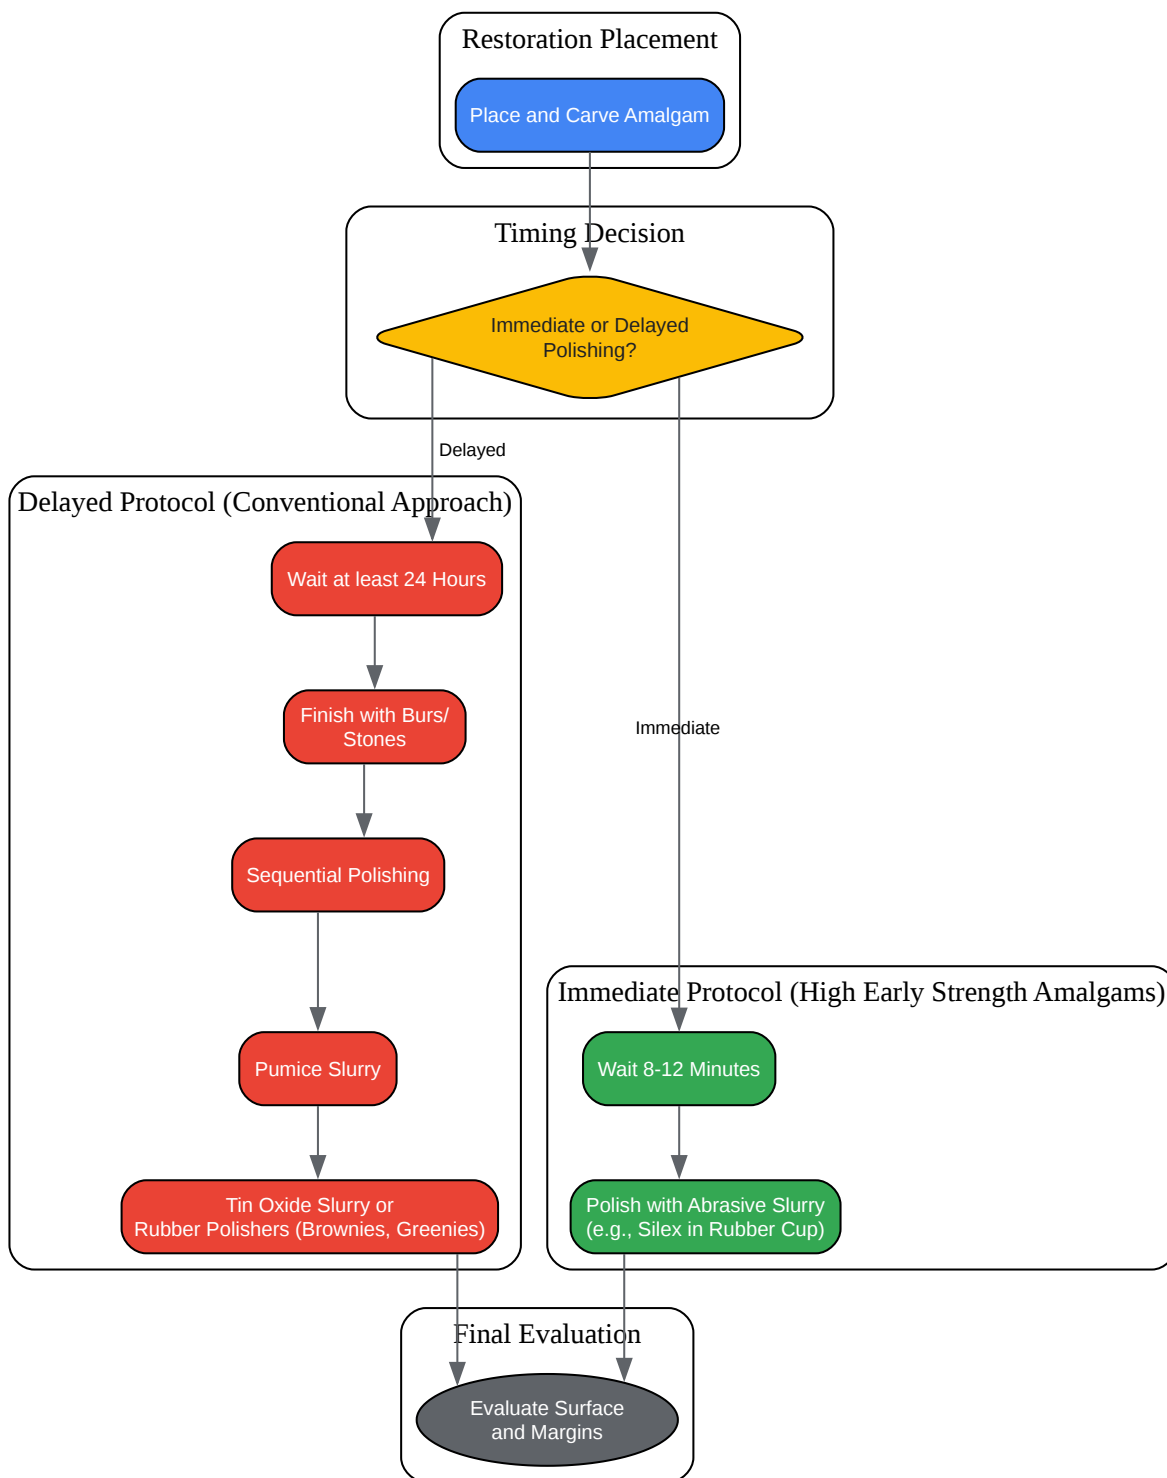 Restoration Placement
Place and Carve Amalgam
Timing Decision
Immediate or Delayed
Polishing?
Delayed
Delayed Protocol (Conventional Approach)
Wait at least 24 Hours
Finish with Burs/
Stones
Immediate
Sequential Polishing
Pumice Slurry
Tin Oxide Slurry or
Rubber Polishers (Brownies, Greenies)
Immediate Protocol (High Early Strength Amalgams)
Wait 8-12 Minutes
Polish with Abrasive Slurry
(e.g., Silex in Rubber Cup)
Final Evaluation
Evaluate Surface
and Margins